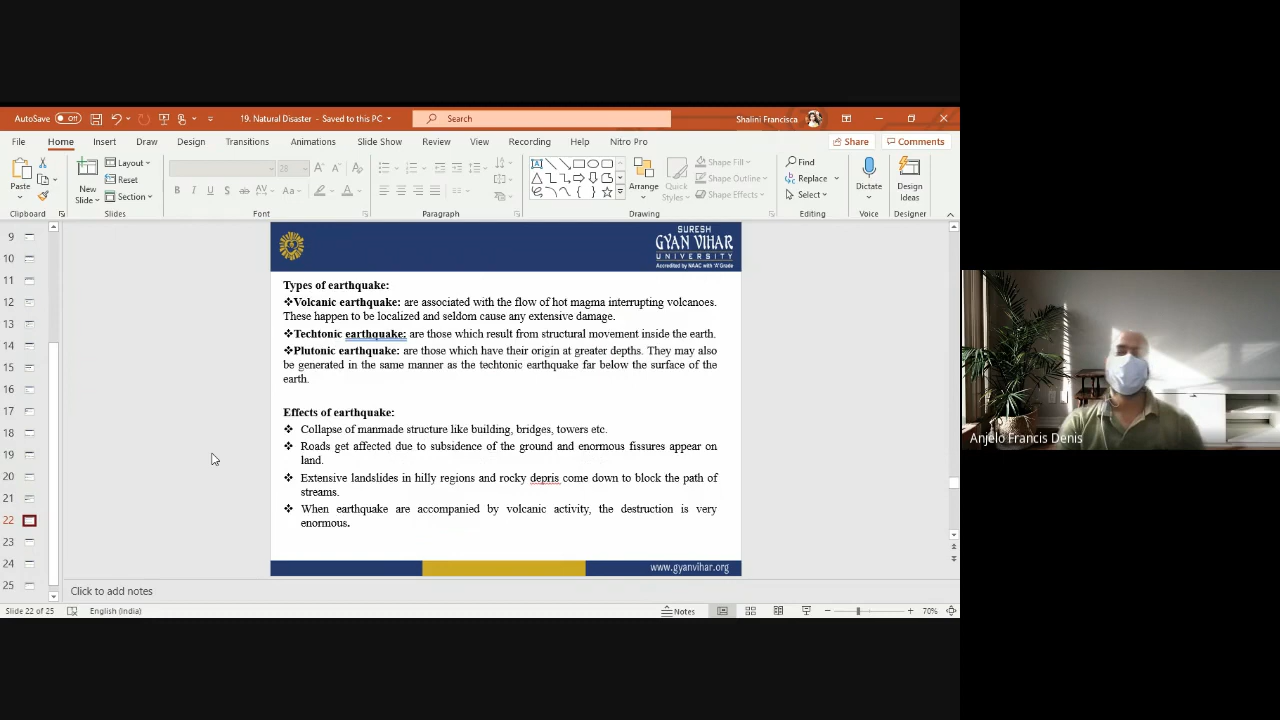 AutoSave Off 19. Natural Disaster - Saved to this PC Search Shalini Francisca
File Home Insert Draw Design Transitions Animations Slide Show Review View Recording Help Nitro Pro Share Comments
Paste New Slide Layout Reset Section 28 Arrange Quick Styles Shape Fill Shape Outline Shape Effects Find Replace Select Dictate Design Ideas
Clipboard Slides Font Paragraph Drawing Editing Voice Designer
SURESH
GYAN VIHAR
UNIVERSITY
Accredited by NAAC with 'A' Grade
Types of earthquake:
❖Volcanic earthquake: are associated with the flow of hot magma interrupting volcanoes.
These happen to be localized and seldom cause any extensive damage.
❖Techtonic earthquake: are those which result from structural movement inside the earth.
❖Plutonic earthquake: are those which have their origin at greater depths. They may also
be generated in the same manner as the techtonic earthquake far below the surface of the
earth.
Effects of earthquake:
❖ Collapse of manmade structure like building, bridges, towers etc.
❖ Roads get affected due to subsidence of the ground and enormous fissures appear on
land.
❖ Extensive landslides in hilly regions and rocky depris come down to block the path of
streams.
❖ When earthquake are accompanied by volcanic activity, the destruction is very
enormous.
www.gyanvihar.org
9
10
11
12
13
14
15
16
17
18
19
20
21
22
23
24
25
Click to add notes
Slide 22 of 25 English (India) Notes 70%
Anjelo Francis Denis